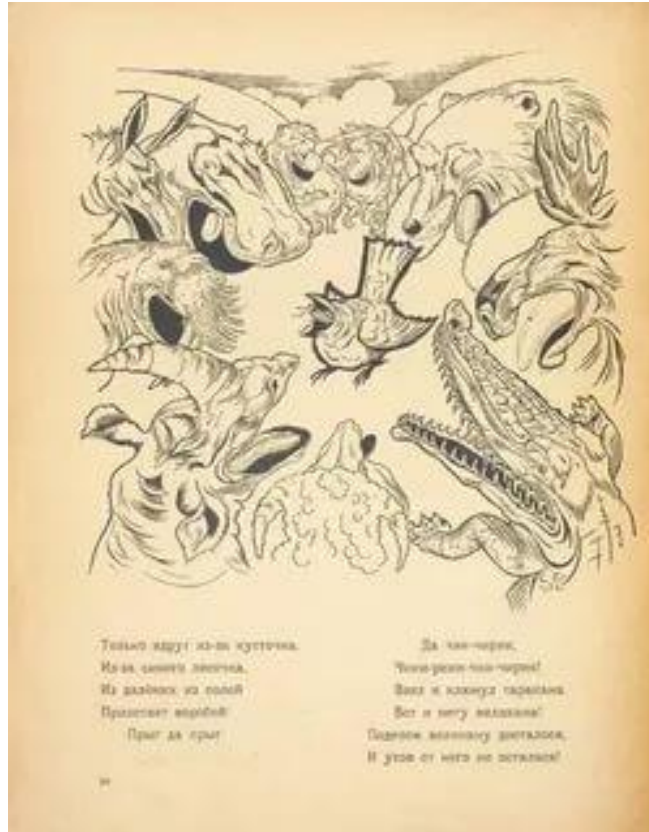 Только вдруг из-за кусточка,
Из-за синего лесочка,
Из далёких из полей
Прилетает воробей!
Прыг да прыг
Да чик-чирик,
Чики-рики-чик-чирик!
Взял и клюнул таракана
Вот и нету великана!
Поделом великану досталося,
И усов от него не осталося!